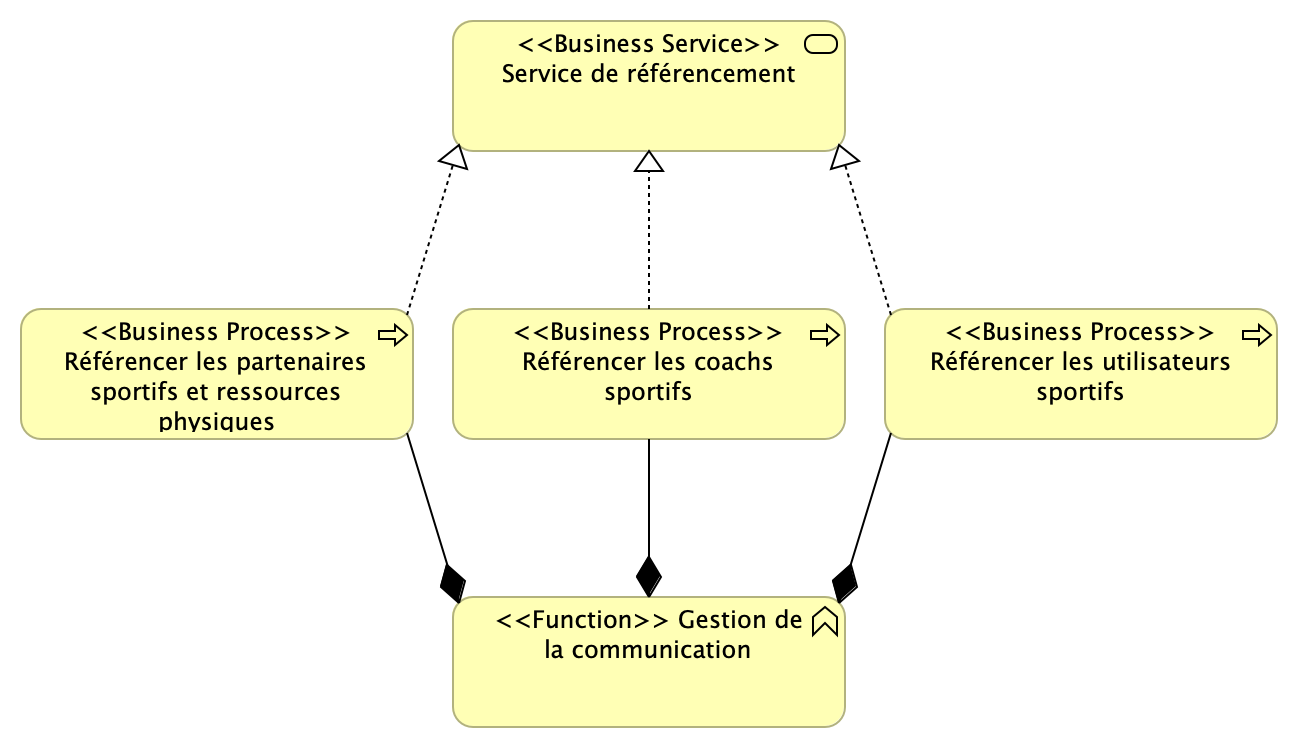 <<Business Service>>
Service de référencement
<<Business Process>>
Référencer les partenaires
sportifs et ressources
physiques
<<Business Process>>
Référencer les coachs
sportifs
<<Business Process>>
Référencer les utilisateurs
sportifs
<<Function>> Gestion de
la communication